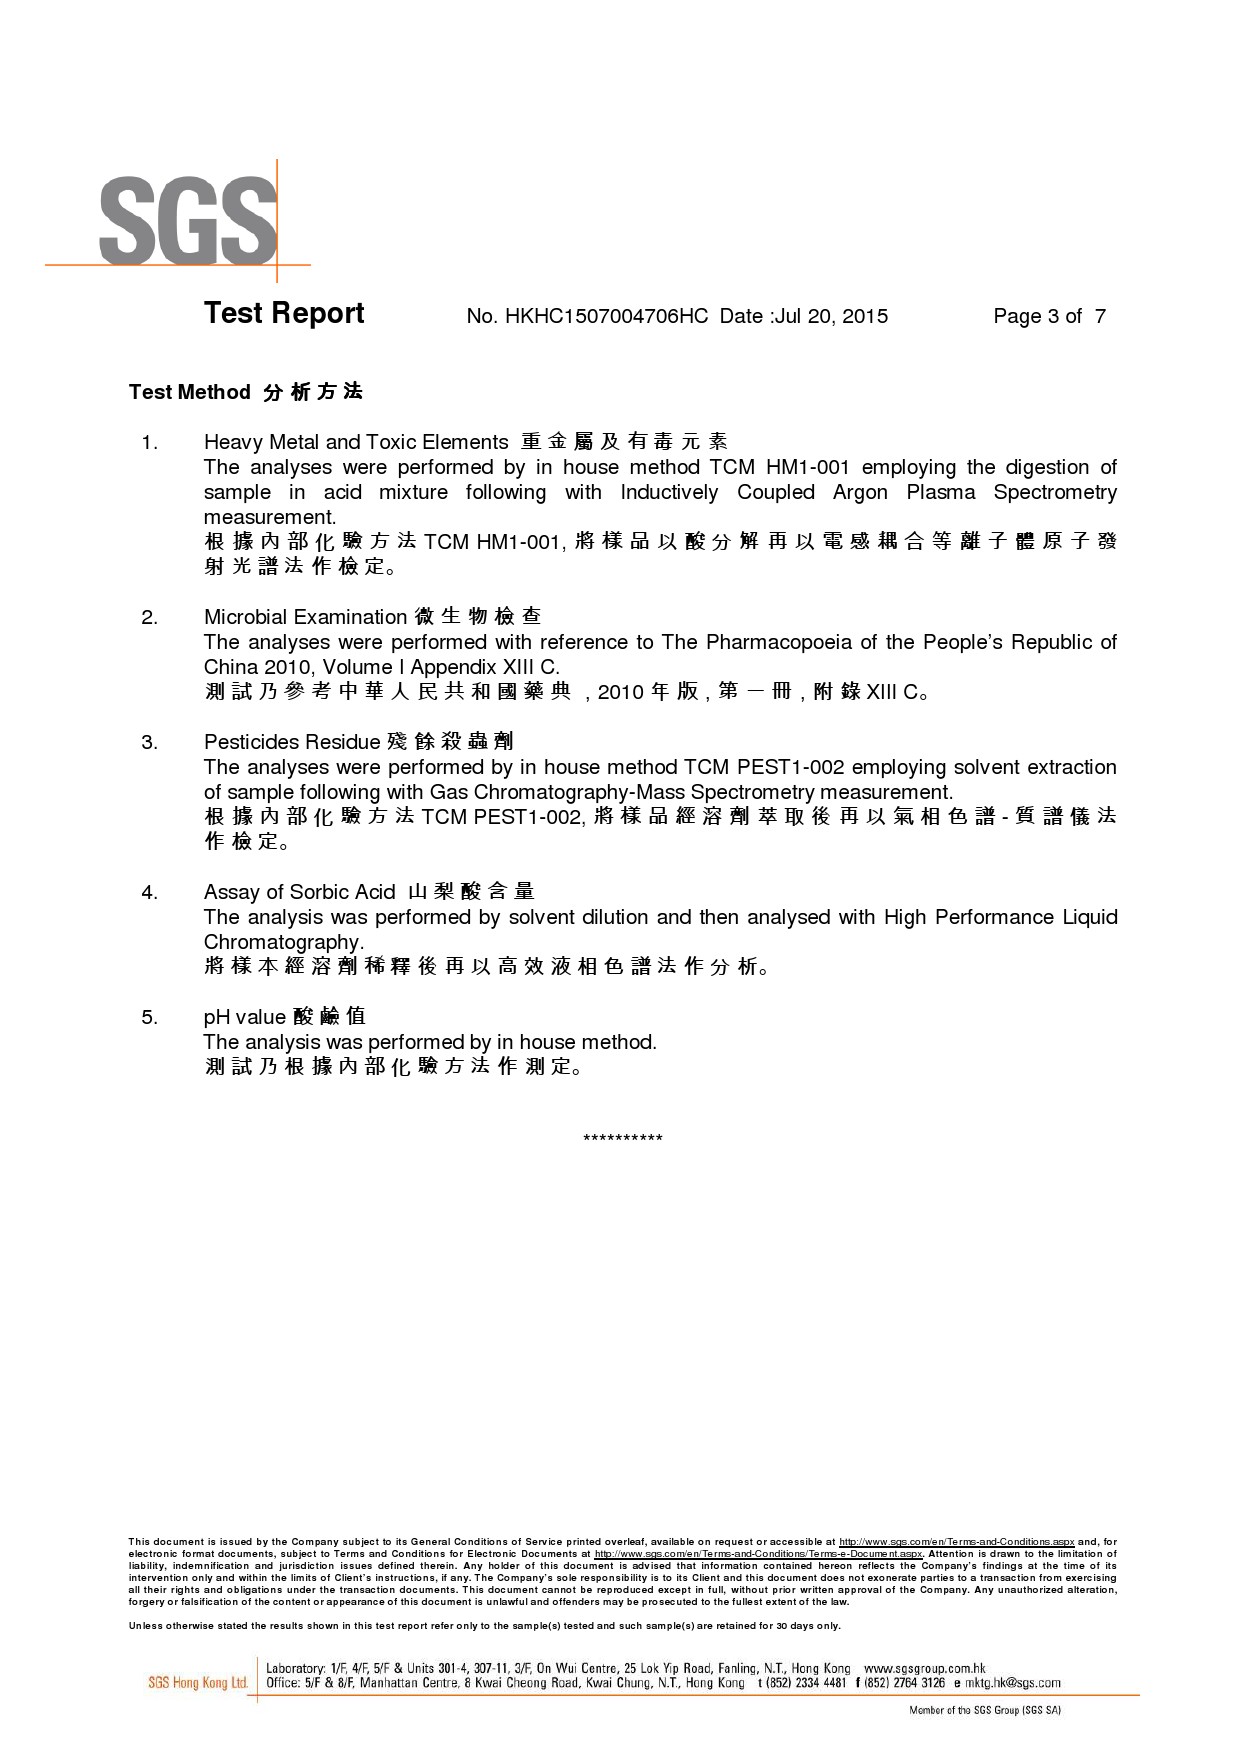 SGS
Test Report No. HKHC1507004706HC Date :Jul 20, 2015 Page 3 of 7
Test Method 分析方法
1. Heavy Metal and Toxic Elements 重金屬及有毒元素
The analyses were performed by in house method TCM HM1-001 employing the digestion of
sample in acid mixture following with Inductively Coupled Argon Plasma Spectrometry
measurement.
根據內部化驗方法TCM HM1-001, 將樣品以酸分解再以電感耦合等離子體原子發
射光譜法作檢定。
2. Microbial Examination 微生物檢查
The analyses were performed with reference to The Pharmacopoeia of the People's Republic of
China 2010, Volume I Appendix XIII C.
測試乃參考中華人民共和國藥典, 2010年版, 第一冊, 附錄XIII C。
3. Pesticides Residue 殘餘殺蟲劑
The analyses were performed by in house method TCM PEST1-002 employing solvent extraction
of sample following with Gas Chromatography-Mass Spectrometry measurement.
根據內部化驗方法TCM PEST1-002, 將樣品經溶劑萃取後再以氣相色譜-質譜儀法
作檢定。
4. Assay of Sorbic Acid 山梨酸含量
The analysis was performed by solvent dilution and then analysed with High Performance Liquid
Chromatography.
將樣本經溶劑稀釋後再以高效液相色譜法作分析。
5. pH value 酸鹼值
The analysis was performed by in house method.
測試乃根據內部化驗方法作測定。
**********
This document is issued by the Company subject to its General Conditions of Service printed overleaf, available on request or accessible at http://www.sgs.com/en/Terms-and-Conditions.aspx and, for
electronic format documents, subject to Terms and Conditions for Electronic Documents at http://www.sgs.com/en/Terms-and-Conditions/Terms-e-Document.aspx. Attention is drawn to the limitation of
liability, indemnification and jurisdiction issues defined therein. Any holder of this document is advised that information contained hereon reflects the Company's findings at the time of its
intervention only and within the limits of Client's instructions, if any. The Company's sole responsibility is to its Client and this document does not exonerate parties to a transaction from exercising
all their rights and obligations under the transaction documents. This document cannot be reproduced except in full, without prior written approval of the Company. Any unauthorized alteration,
forgery or falsification of the content or appearance of this document is unlawful and offenders may be prosecuted to the fullest extent of the law.
Unless otherwise stated the results shown in this test report refer only to the sample(s) tested and such sample(s) are retained for 30 days only.
Laboratory: 1/F, 4/F, 5/F & Units 301-4, 307-11, 3/F, On Wui Centre, 25 Lok Yip Road, Fanling, N.T., Hong Kong www.sgsgroup.com.hk
SGS Hong Kong Ltd. Office: 5/F & 8/F, Manhattan Centre, 8 Kwai Cheong Road, Kwai Chung, N.T., Hong Kong t (852) 2334 4481 f (852) 2764 3126 e mktg.hk@sgs.com
Member of the SGS Group (SGS SA)